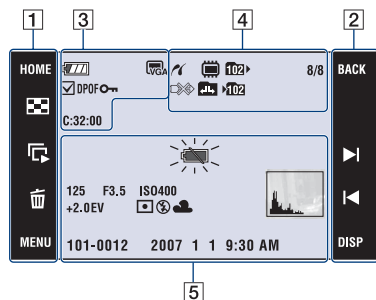 1
3
4
2
HOME
VGA
102
8/8
BACK
DPOF
102
C:32:00
125 F3.5 ISO400
+2.0EV
MENU
101-0012 2007 1 1 9:30 AM
DISP
5